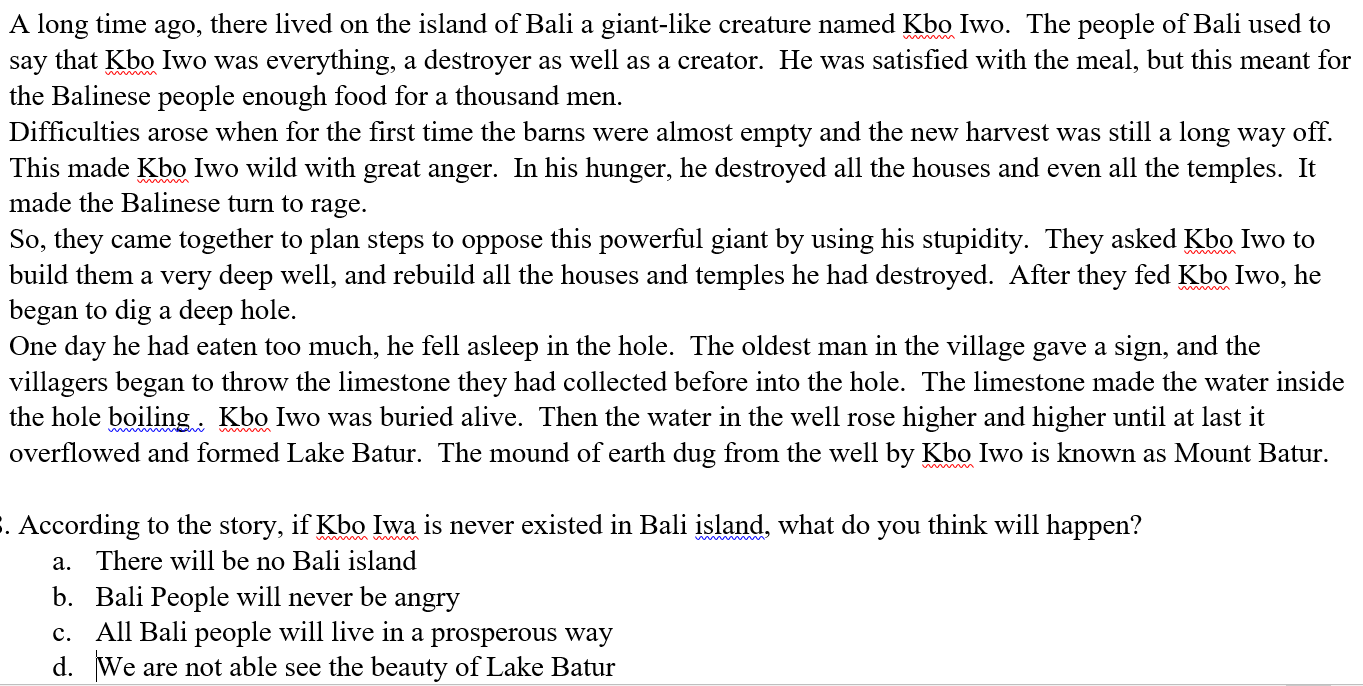 A long time ago, there lived on the island of Bali a giant-like creature named Kbo Iwo.  The people of Bali used to
say that Kbo Iwo was everything, a destroyer as well as a creator.  He was satisfied with the meal, but this meant for
the Balinese people enough food for a thousand men.
Difficulties arose when for the first time the barns were almost empty and the new harvest was still a long way off.
This made Kbo Iwo wild with great anger.  In his hunger, he destroyed all the houses and even all the temples.  It
made the Balinese turn to rage.
So, they came together to plan steps to oppose this powerful giant by using his stupidity.  They asked Kbo Iwo to
build them a very deep well, and rebuild all the houses and temples he had destroyed.  After they fed Kbo Iwo, he
began to dig a deep hole.
One day he had eaten too much, he fell asleep in the hole.  The oldest man in the village gave a sign, and the
villagers began to throw the limestone they had collected before into the hole.  The limestone made the water inside
the hole boiling .  Kbo Iwo was buried alive.  Then the water in the well rose higher and higher until at last it
overflowed and formed Lake Batur.  The mound of earth dug from the well by Kbo Iwo is known as Mount Batur.
. According to the story, if Kbo Iwa is never existed in Bali island, what do you think will happen?
a. There will be no Bali island
b. Bali People will never be angry
c. All Bali people will live in a prosperous way
d. We are not able see the beauty of Lake Batur